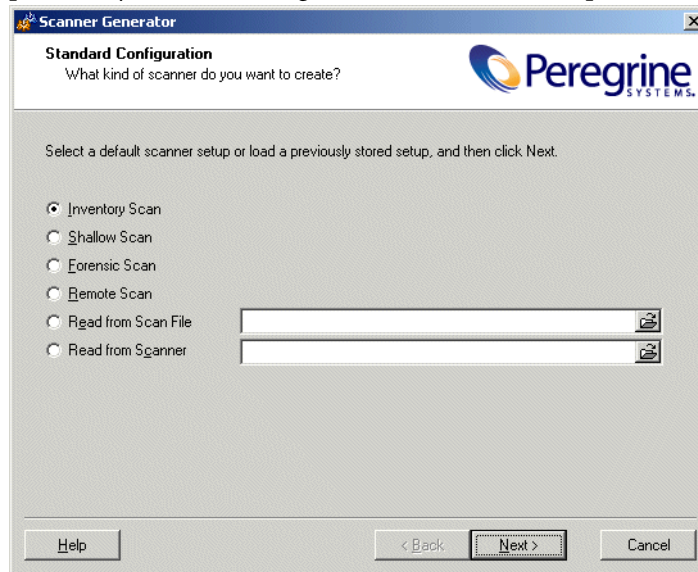 Scanner Generator
Standard Configuration
What kind of scanner do you want to create?
Peregrine
SYSTEMS.
Select a default scanner setup or load a previously stored setup, and then click Next.
Inventory Scan
Shallow Scan
Forensic Scan
Remote Scan
Read from Scan File
Read from Scanner
Help
< Back
Next >
Cancel